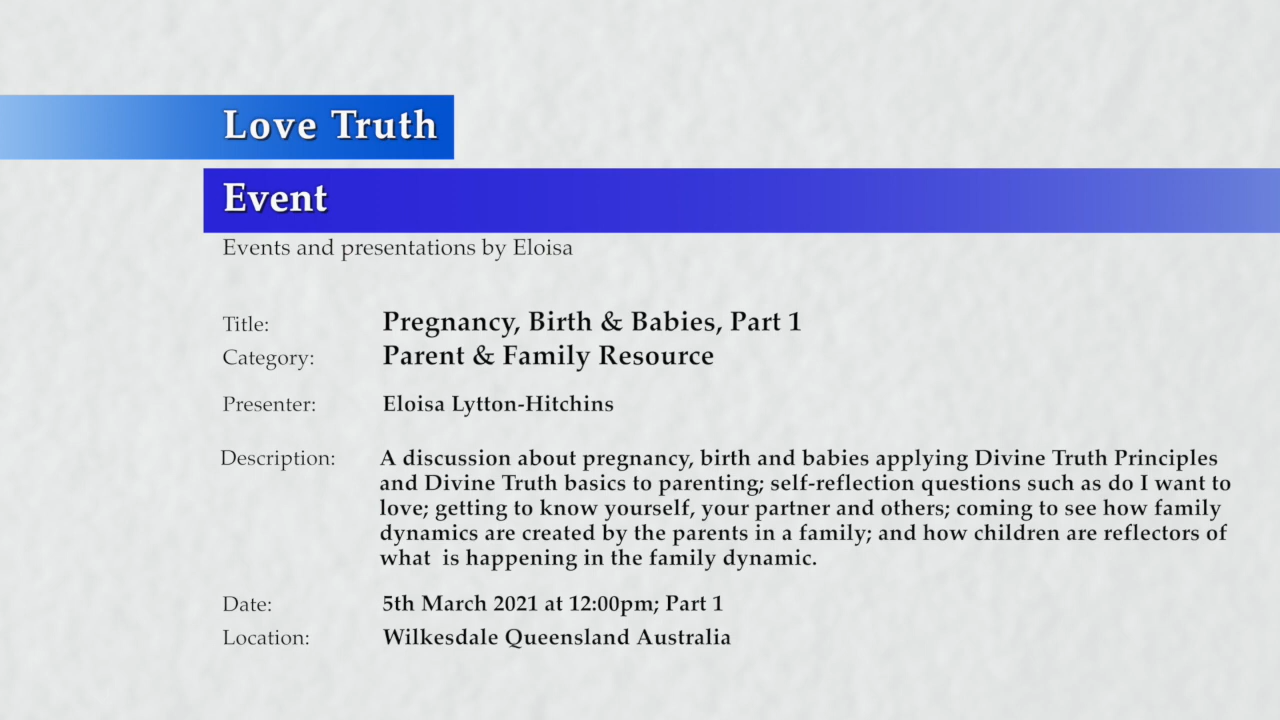 Love Truth
Event
Events and presentations by Eloisa
Title: Pregnancy, Birth & Babies, Part 1
Category: Parent & Family Resource
Presenter: Eloisa Lytton-Hitchins
Description: A discussion about pregnancy, birth and babies applying Divine Truth Principles
and Divine Truth basics to parenting; self-reflection questions such as do I want to
love; getting to know yourself, your partner and others; coming to see how family
dynamics are created by the parents in a family; and how children are reflectors of
what  is happening in the family dynamic.
Date: 5th March 2021 at 12:00pm; Part 1
Location: Wilkesdale Queensland Australia